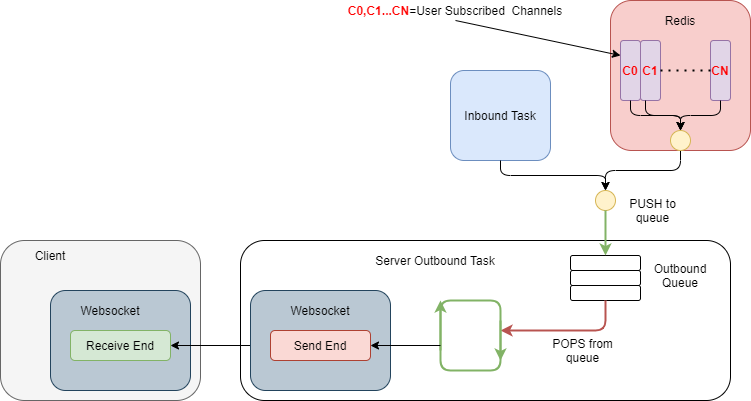 C0,C1...CN=User Subscribed Channels
Redis
C0
C1
CN
Inbound Task
PUSH to
queue
Client
Server Outbound Task
Outbound
Queue
Websocket
Websocket
Receive End
Send End
POPS from
queue